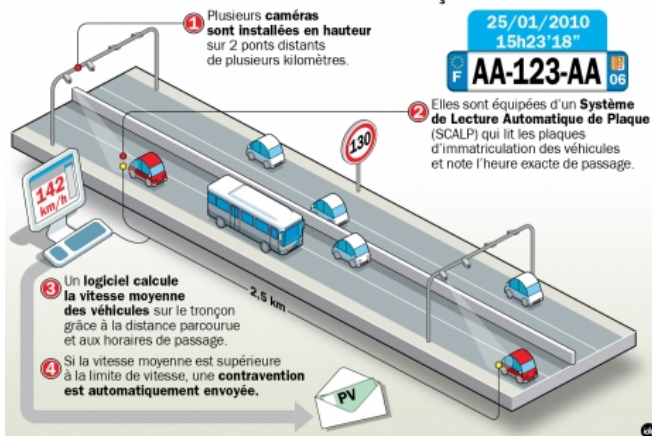 1 Plusieurs caméras
sont installées en hauteur
sur 2 ponts distants
de plusieurs kilomètres.
25/01/2010
15h23'18"
F AA-123-AA 06
2 Elles sont équipées d'un Système
de Lecture Automatique de Plaque
(SCALP) qui lit les plaques
d'immatriculation des véhicules
et note l'heure exacte de passage.
130
142
km/h
2,5 km
3 Un logiciel calcule
la vitesse moyenne
des véhicules sur le tronçon
grâce à la distance parcourue
et aux horaires de passage.
4 Si la vitesse moyenne est supérieure
à la limite de vitesse, une contravention
est automatiquement envoyée.
PV